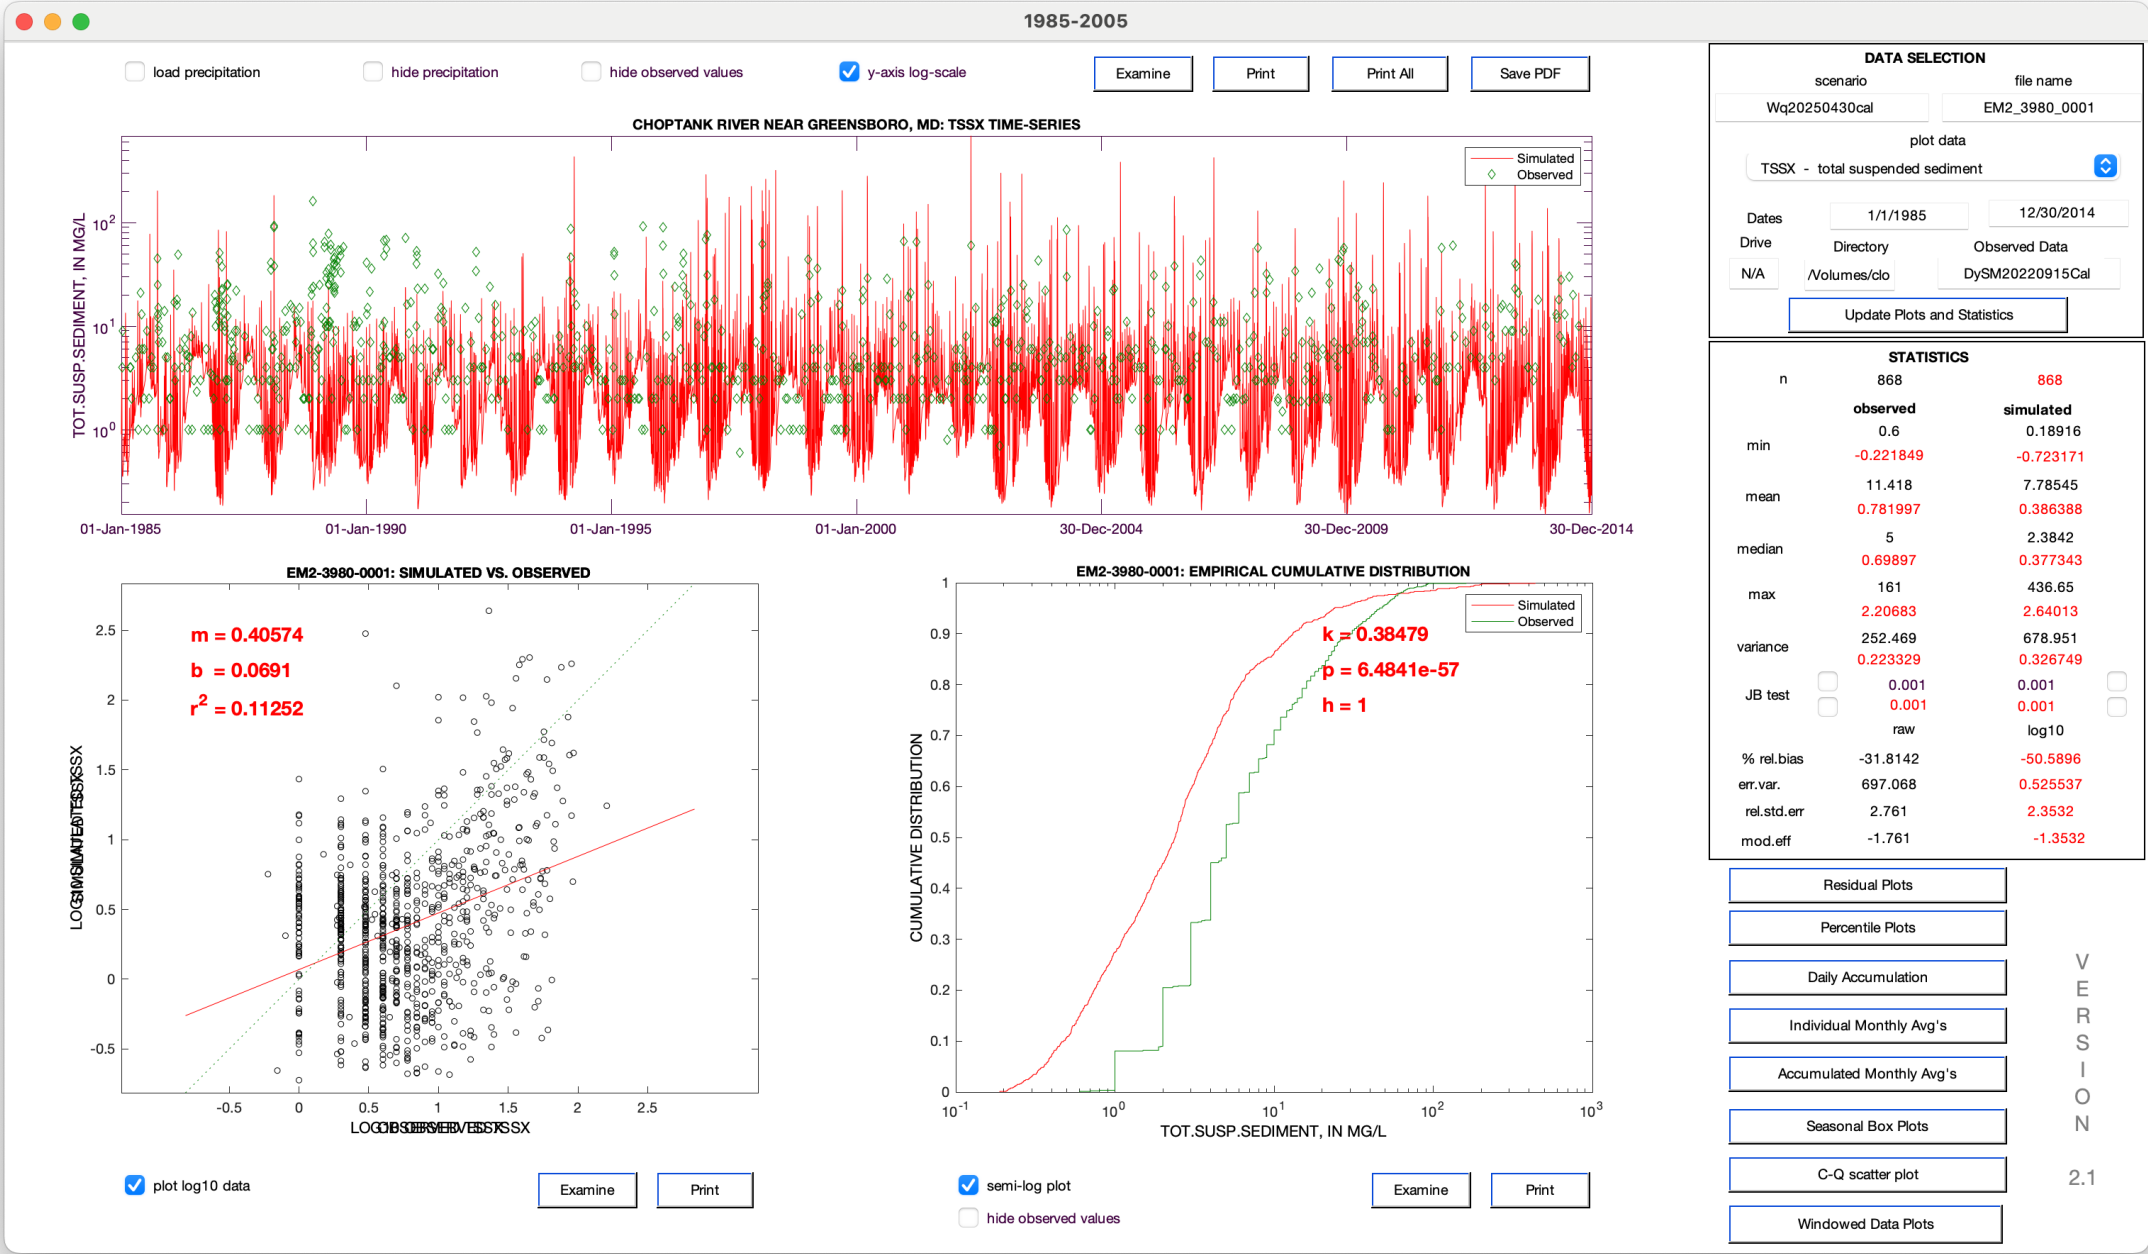 1985-2005
load precipitation
hide precipitation
hide observed values
y-axis log-scale
Examine
Print
Print All
Save PDF
CHOPTANK RIVER NEAR GREENSBORO, MD: TSSX TIME-SERIES
TOT.SUSP.SEDIMENT, IN MG/L
10^2
10^1
10^0
Simulated
Observed
01-Jan-1985
01-Jan-1990
01-Jan-1995
01-Jan-2000
30-Dec-2004
30-Dec-2009
30-Dec-2014
EM2-3980-0001: SIMULATED VS. OBSERVED
m = 0.40574
b = 0.0691
r^2 = 0.11252
2.5
2
1.5
1
0.5
0
-0.5
-0.5
0
0.5
1
1.5
2
2.5
plot log10 data
Examine
Print
EM2-3980-0001: EMPIRICAL CUMULATIVE DISTRIBUTION
CUMULATIVE DISTRIBUTION
1
0.9
0.8
0.7
0.6
0.5
0.4
0.3
0.2
0.1
0
Simulated
Observed
k = 0.38479
p = 6.4841e-57
h = 1
10^-1
10^0
10^1
10^2
10^3
TOT.SUSP.SEDIMENT, IN MG/L
semi-log plot
hide observed values
Examine
Print
DATA SELECTION
scenario file name
Wq20250430cal EM2_3980_0001
plot data
TSSX - total suspended sediment
Dates 1/1/1985 12/30/2014
Drive Directory Observed Data
N/A /Volumes/clo DySM20220915Cal
Update Plots and Statistics
STATISTICS
n 868 868
observed simulated
min 0.6 0.18916
-0.221849 -0.723171
mean 11.418 7.78545
0.781997 0.386388
median 5 2.3842
0.69897 0.377343
max 161 436.65
2.20683 2.64013
variance 252.469 678.951
0.223329 0.326749
JB test 0.001 0.001
0.001 0.001
raw log10
% rel.bias -31.8142 -50.5896
err.var. 697.068 0.525537
rel.std.err 2.761 2.3532
mod.eff -1.761 -1.3532
Residual Plots
Percentile Plots
Daily Accumulation
Individual Monthly Avg's
Accumulated Monthly Avg's
Seasonal Box Plots
C-Q scatter plot
Windowed Data Plots
VERSION
2.1